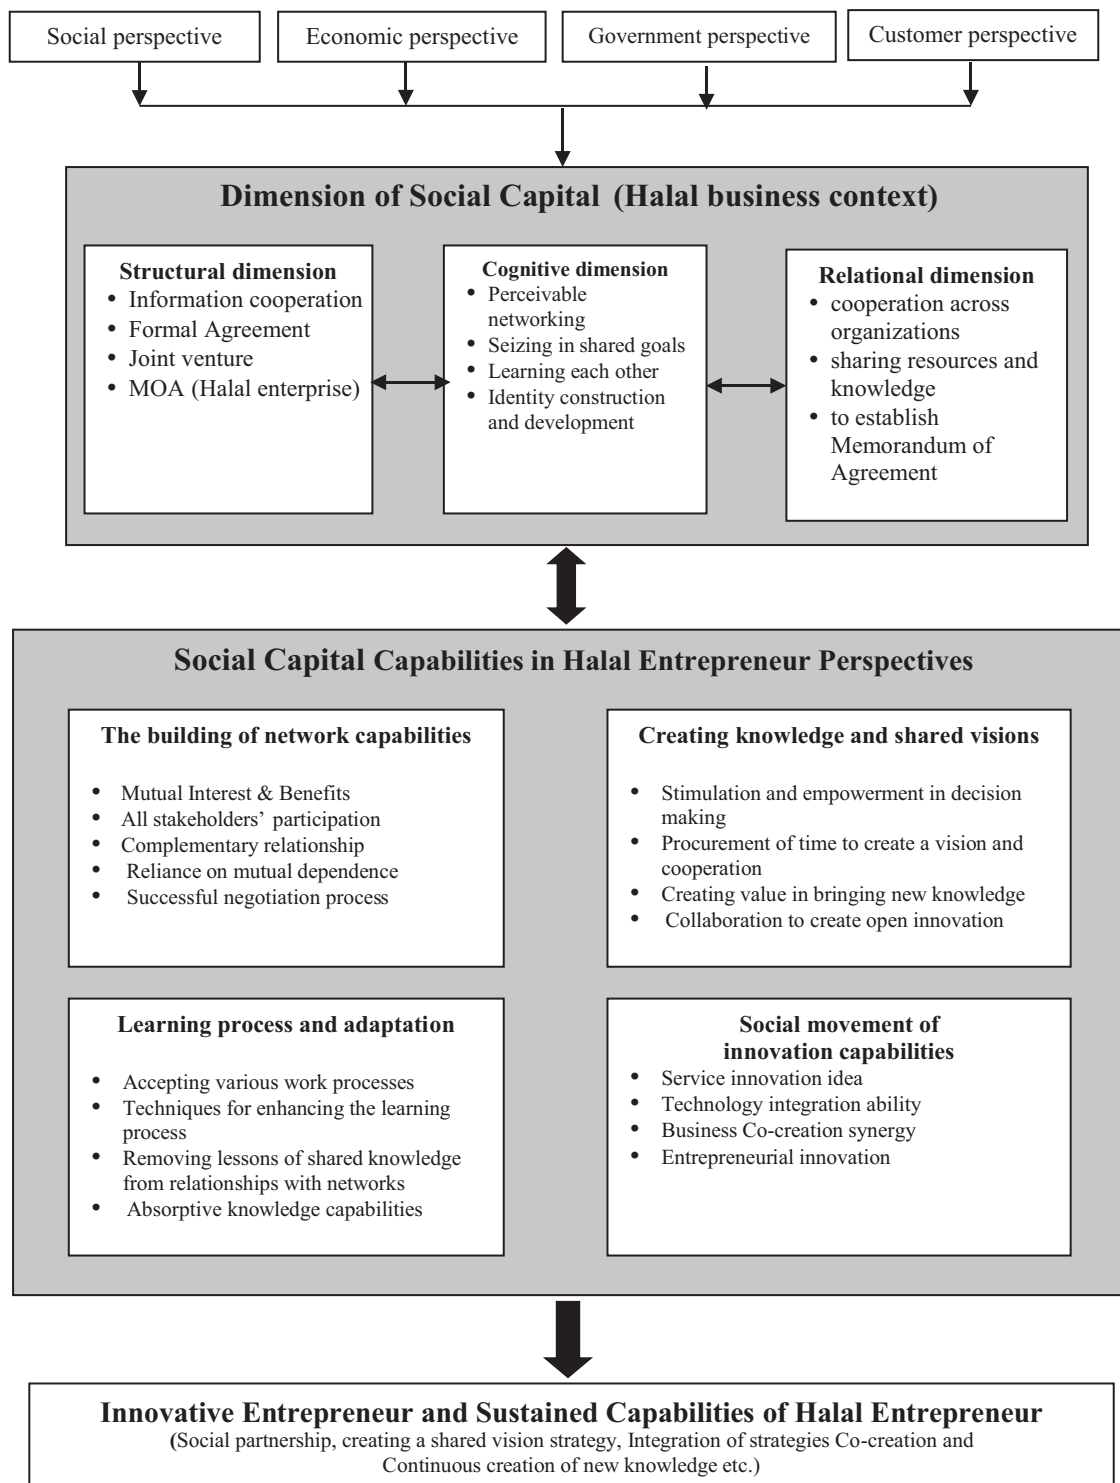 Social perspective
Economic perspective
Government perspective
Customer perspective
Dimension of Social Capital (Halal business context)
Structural dimension
• Information cooperation
• Formal Agreement
• Joint venture
• MOA (Halal enterprise)
Cognitive dimension
• Perceivable
networking
• Seizing in shared goals
• Learning each other
• Identity construction
and development
Relational dimension
• cooperation across
organizations
• sharing resources and
knowledge
• to establish
Memorandum of
Agreement
Social Capital Capabilities in Halal Entrepreneur Perspectives
The building of network capabilities
• Mutual Interest & Benefits
• All stakeholders’ participation
• Complementary relationship
• Reliance on mutual dependence
• Successful negotiation process
Creating knowledge and shared visions
• Stimulation and empowerment in decision
making
• Procurement of time to create a vision and
cooperation
• Creating value in bringing new knowledge
• Collaboration to create open innovation
Learning process and adaptation
• Accepting various work processes
• Techniques for enhancing the learning
process
• Removing lessons of shared knowledge
from relationships with networks
• Absorptive knowledge capabilities
Social movement of
innovation capabilities
• Service innovation idea
• Technology integration ability
• Business Co-creation synergy
• Entrepreneurial innovation
Innovative Entrepreneur and Sustained Capabilities of Halal Entrepreneur
(Social partnership, creating a shared vision strategy, Integration of strategies Co-creation and
Continuous creation of new knowledge etc.)